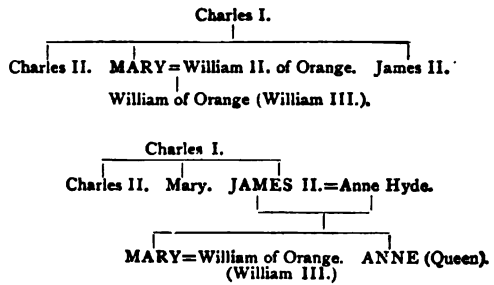 Charles I.
Charles II. MARY=William II. of Orange. James II.
William of Orange (William III.).
Charles I.
Charles II. Mary. JAMES II.=Anne Hyde.
MARY=William of Orange. ANNE (Queen).
(William III.)